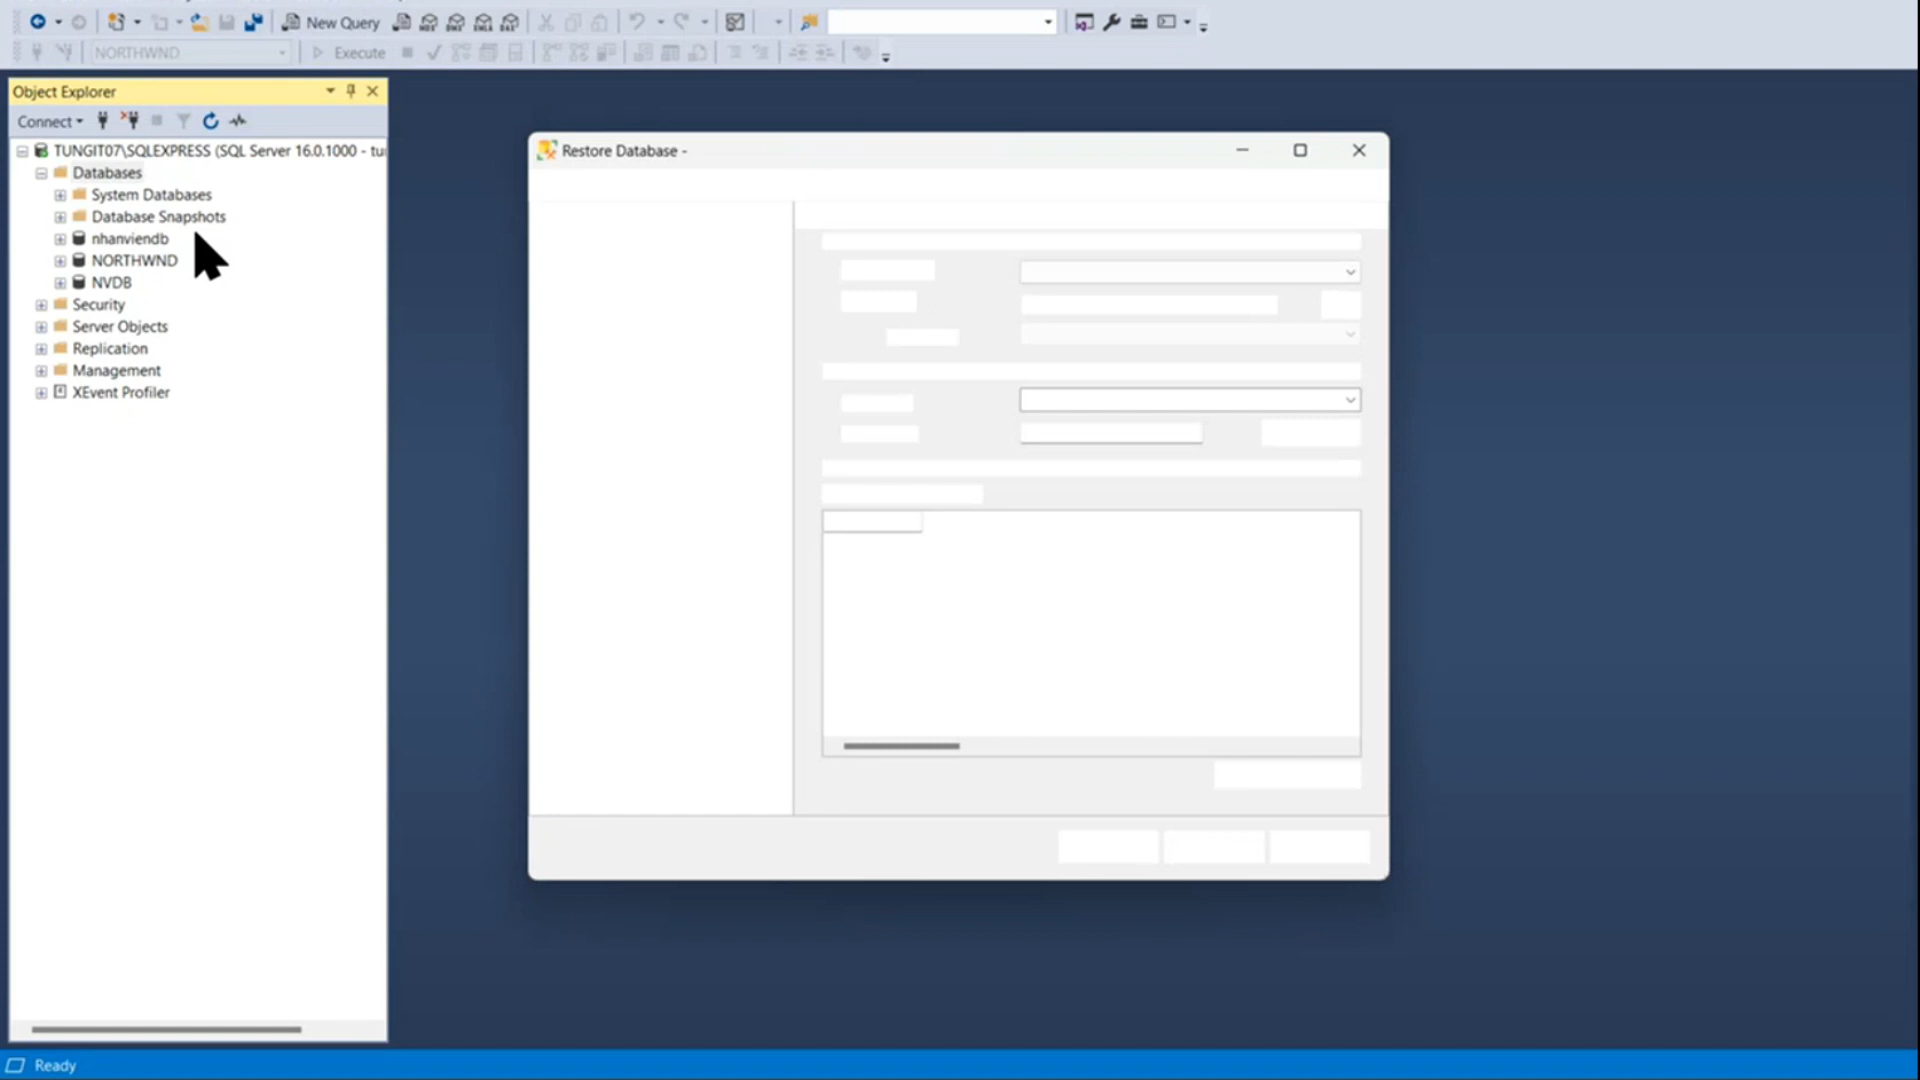 New Query
NORTHWND
Execute
Object Explorer
Connect
TUNGIT07\SQLEXPRESS (SQL Server 16.0.1000 - tu
Databases
System Databases
Database Snapshots
nhanviendb
NORTHWND
NVDB
Security
Server Objects
Replication
Management
XEvent Profiler
Restore Database -
Ready